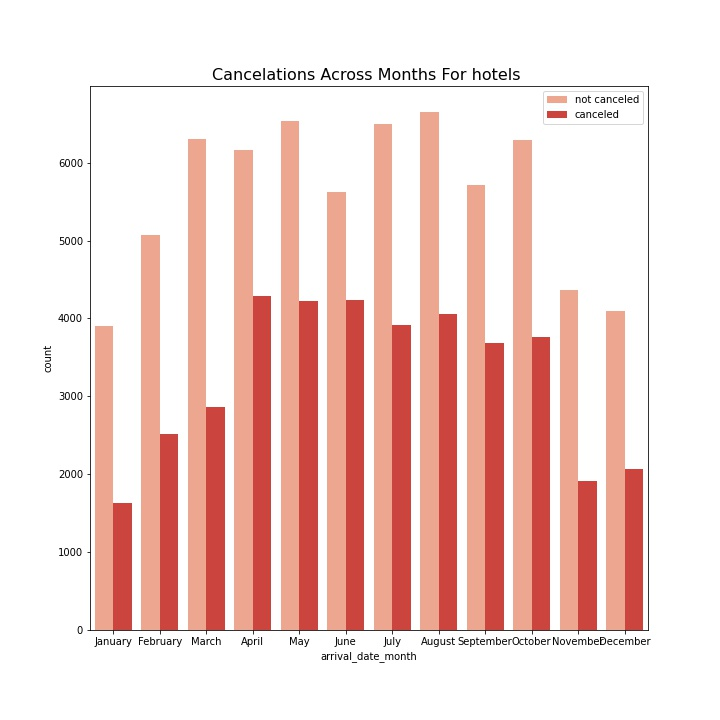 Cancelations Across Months For hotels
not canceled
canceled
count
6000
5000
4000
3000
2000
1000
0
January February March April May June July August September October November December
arrival_date_month